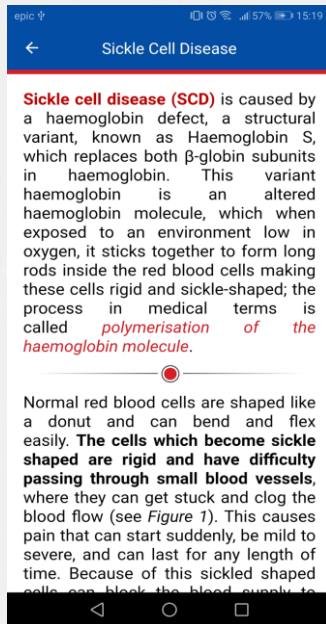 epic 57% 15:19
Sickle Cell Disease
Sickle cell disease (SCD) is caused by
a haemoglobin defect, a structural
variant, known as Haemoglobin S,
which replaces both β-globin subunits
in haemoglobin. This variant
haemoglobin is an altered
haemoglobin molecule, which when
exposed to an environment low in
oxygen, it sticks together to form long
rods inside the red blood cells making
these cells rigid and sickle-shaped; the
process in medical terms is
called polymerisation of the
haemoglobin molecule.
Normal red blood cells are shaped like
a donut and can bend and flex
easily. The cells which become sickle
shaped are rigid and have difficulty
passing through small blood vessels,
where they can get stuck and clog the
blood flow (see Figure 1). This causes
pain that can start suddenly, be mild to
severe, and can last for any length of
time. Because of this sickled shaped
cells can block the blood supply to